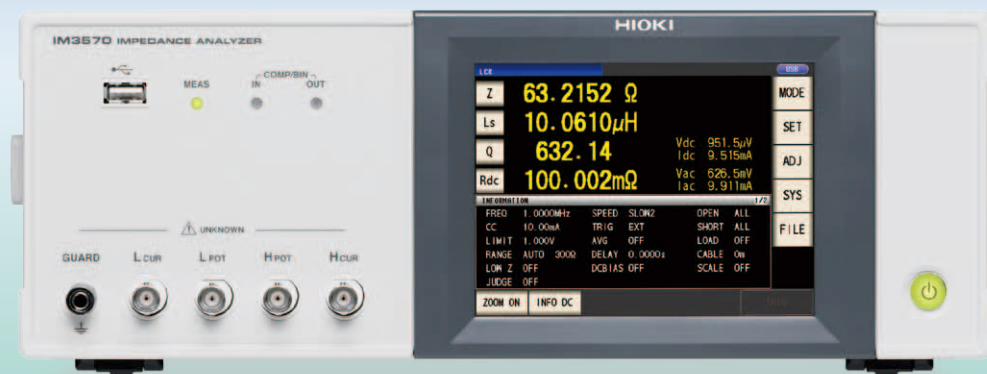 HIOKI
IM3570 IMPEDANCE ANALYZER
MEAS
COMP/BIN
IN OUT
UNKNOWN
GUARD LCUR LPOT HPOT HCUR
LCR USB
Z 63.2152 Ω
Ls 10.0610μH
Q 632.14
Rdc 100.002mΩ
Vdc 951.5μV
Idc 9.515mA
Vac 626.5mV
Iac 9.911mA
INFORMATION 1/2
FREQ 1.0000MHz SPEED SLOW2 OPEN ALL
CC 10.00mA TRIG EXT SHORT ALL
LIMIT 1.000V AVG OFF LOAD OFF
RANGE AUTO 300Ω DELAY 0.0000s CABLE 0m
LOW Z OFF DCBIAS OFF SCALE OFF
JUDGE OFF
ZOOM ON INFO DC
MODE
SET
ADJ
SYS
FILE